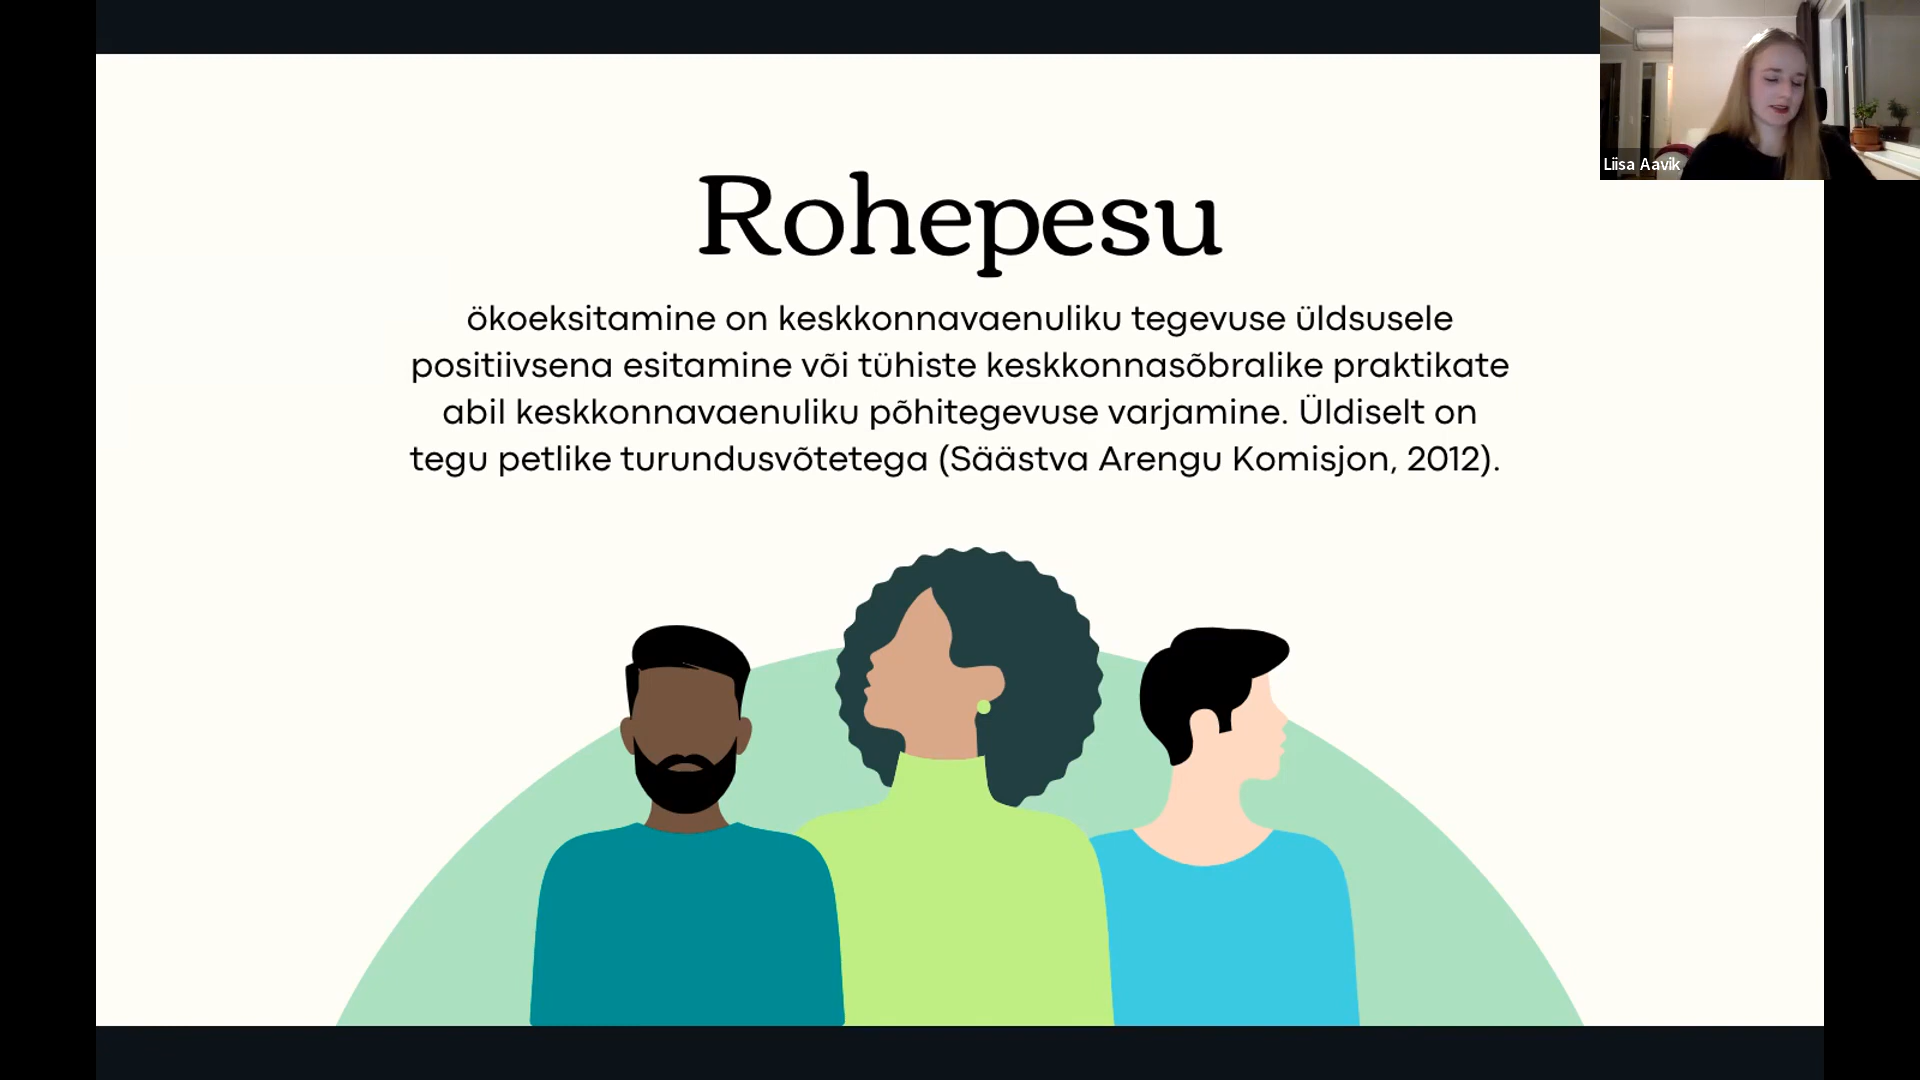 Rohepesu
ökoeksitamine on keskkonnavaenuliku tegevuse üldsusele
positiivsena esitamine või tühiste keskkonnasõbralike praktikate
abil keskkonnavaenuliku põhitegevuse varjamine. Üldiselt on
tegu petlike turundusvõtetega (Säästva Arengu Komisjon, 2012).
Liisa Aavik